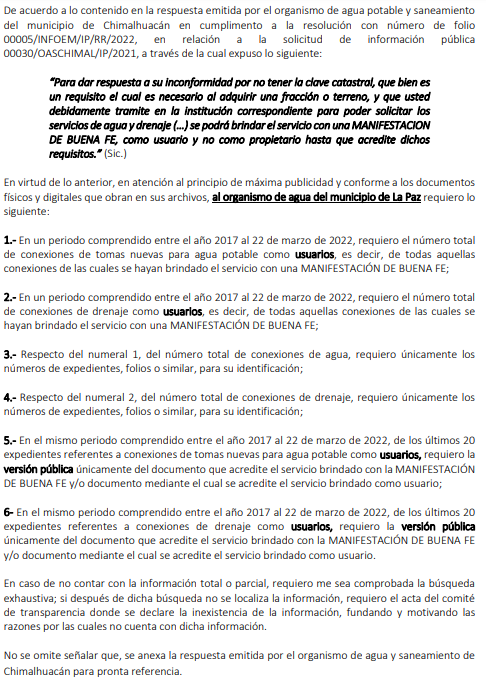 De acuerdo a lo contenido en la respuesta emitida por el organismo de agua potable y saneamiento
del municipio de Chimalhuacán en cumplimento a la resolución con número de folio
00005/INFOEM/IP/RR/2022, en relación a la solicitud de información pública
00030/OASCHIMAL/IP/2021, a través de la cual expuso lo siguiente:
"Para dar respuesta a su inconformidad por no tener la clave catastral, que bien es
un requisito el cual es necesario al adquirir una fracción o terreno, y que usted
debidamente tramite en la institución correspondiente para poder solicitar los
servicios de agua y drenaje (...) se podrá brindar el servicio con una MANIFESTACION
DE BUENA FE, como usuario y no como propietario hasta que acredite dichos
requisitos." (Sic.)
En virtud de lo anterior, en atención al principio de máxima publicidad y conforme a los documentos
físicos y digitales que obran en sus archivos, al organismo de agua del municipio de La Paz requiero lo
siguiente:
1.- En un periodo comprendido entre el año 2017 al 22 de marzo de 2022, requiero el número total
de conexiones de tomas nuevas para agua potable como usuarios, es decir, de todas aquellas
conexiones de las cuales se hayan brindado el servicio con una MANIFESTACIÓN DE BUENA FE;
2.- En un periodo comprendido entre el año 2017 al 22 de marzo de 2022, requiero el número total
de conexiones de drenaje como usuarios, es decir, de todas aquellas conexiones de las cuales se
hayan brindado el servicio con una MANIFESTACIÓN DE BUENA FE;
3.- Respecto del numeral 1, del número total de conexiones de agua, requiero únicamente los
números de expedientes, folios o similar, para su identificación;
4.- Respecto del numeral 2, del número total de conexiones de drenaje, requiero únicamente los
números de expedientes, folios o similar, para su identificación;
5.- En el mismo periodo comprendido entre el año 2017 al 22 de marzo de 2022, de los últimos 20
expedientes referentes a conexiones de tomas nuevas para agua potable como usuarios, requiero la
versión pública únicamente del documento que acredite el servicio brindado con la MANIFESTACIÓN
DE BUENA FE y/o documento mediante el cual se acredite el servicio brindado como usuario;
6- En el mismo periodo comprendido entre el año 2017 al 22 de marzo de 2022, de los últimos 20
expedientes referentes a conexiones de drenaje como usuarios, requiero la versión pública
únicamente del documento que acredite el servicio brindado con la MANIFESTACIÓN DE BUENA FE
y/o documento mediante el cual se acredite el servicio brindado como usuario.
En caso de no contar con la información total o parcial, requiero me sea comprobada la búsqueda
exhaustiva; si después de dicha búsqueda no se localiza la información, requiero el acta del comité
de transparencia donde se declare la inexistencia de la información, fundando y motivando las
razones por las cuales no cuenta con dicha información.
No se omite señalar que, se anexa la respuesta emitida por el organismo de agua y saneamiento de
Chimalhuacán para pronta referencia.